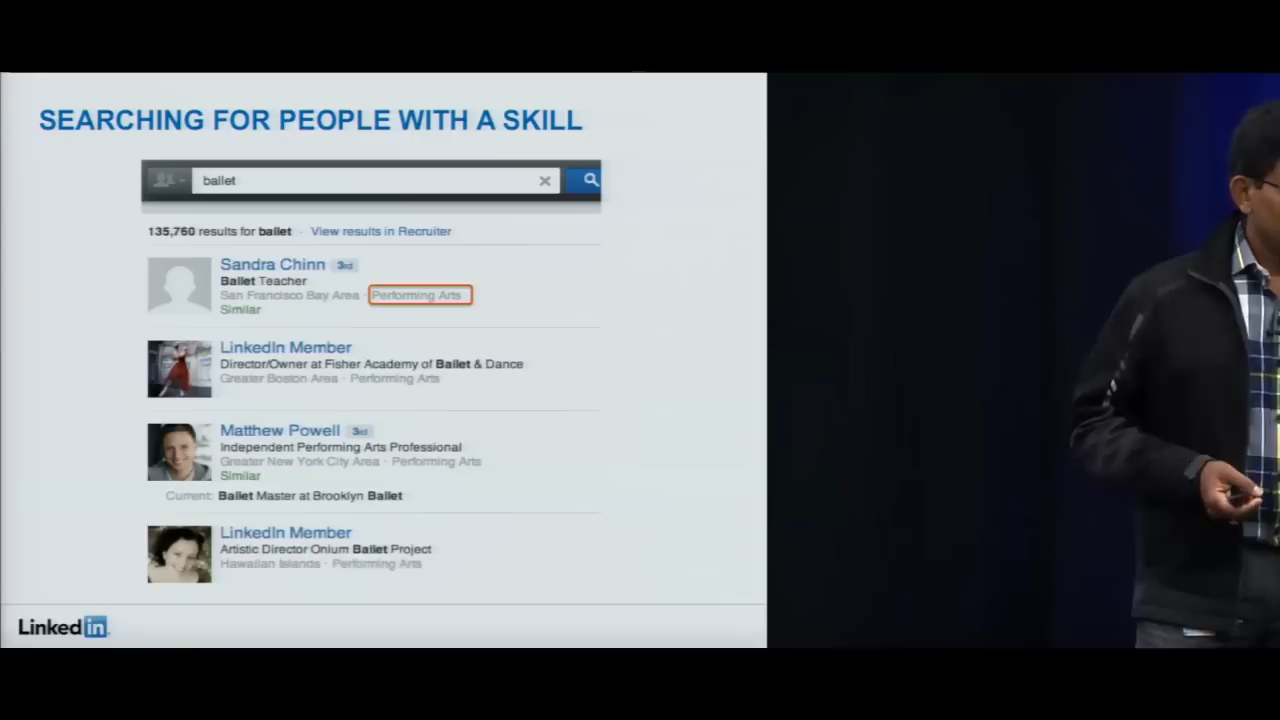 SEARCHING FOR PEOPLE WITH A SKILL
ballet
135,760 results for ballet · View results in Recruiter
Sandra Chinn 3rd
Ballet Teacher
San Francisco Bay Area · Performing Arts
Similar
LinkedIn Member
Director/Owner at Fisher Academy of Ballet & Dance
Greater Boston Area · Performing Arts
Matthew Powell 3rd
Independent Performing Arts Professional
Greater New York City Area · Performing Arts
Similar
Current: Ballet Master at Brooklyn Ballet
LinkedIn Member
Artistic Director Onium Ballet Project
Hawaiian Islands · Performing Arts
Linked in